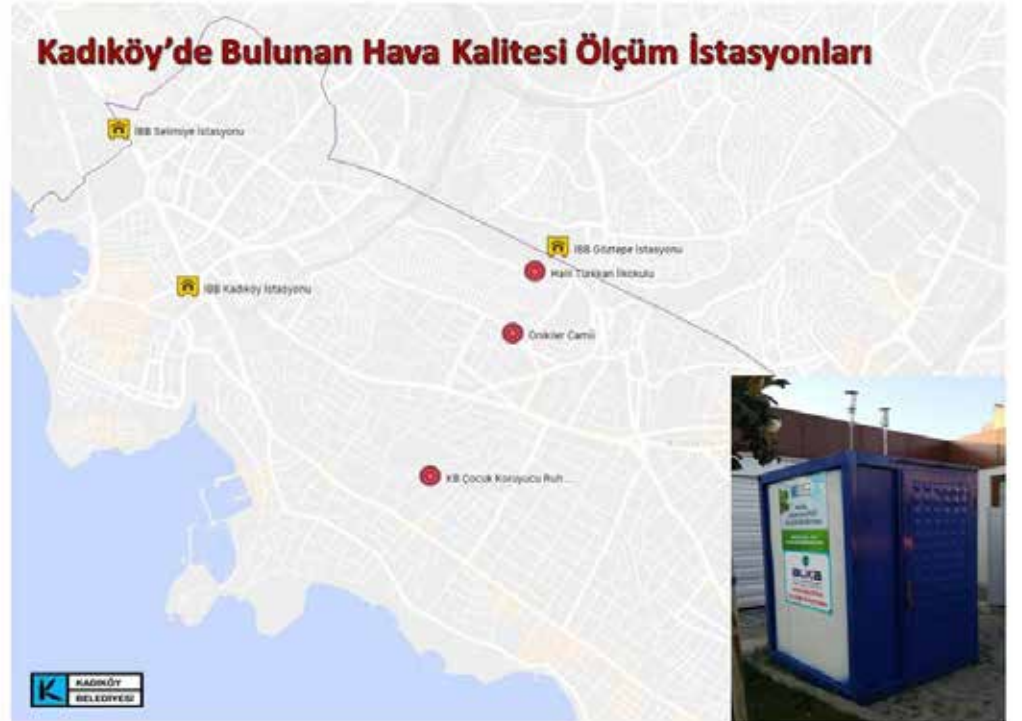 Kadıköy'de Bulunan Hava Kalitesi Ölçüm İstasyonları
İBB Selimiye İstasyonu
İBB Göztepe İstasyonu
Halil Türkkan İlkokulu
İBB Kadıköy İstasyonu
Onikiler Camii
KB Çocuk Koruyucu Ruh ...
KADIKÖY
BELEDİYESİ